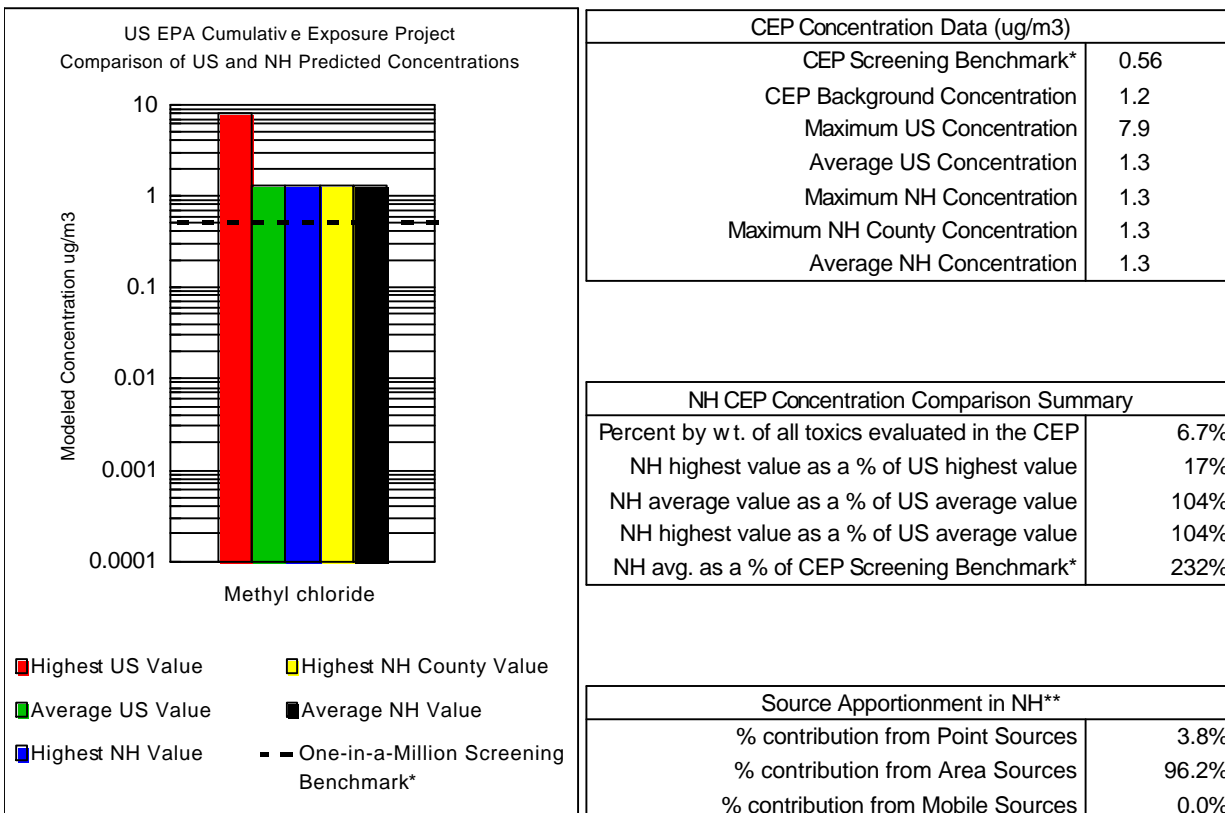 US EPA Cumulativ e Exposure Project
Comparison of US and NH Predicted Concentrations
Modeled Concentration ug/m3
10
1
0.1
0.01
0.001
0.0001
Methyl chloride
Highest US Value
Highest NH County Value
Average US Value
Average NH Value
Highest NH Value
One-in-a-Million Screening
Benchmark*
CEP Concentration Data (ug/m3)
CEP Screening Benchmark* 0.56
CEP Background Concentration 1.2
Maximum US Concentration 7.9
Average US Concentration 1.3
Maximum NH Concentration 1.3
Maximum NH County Concentration 1.3
Average NH Concentration 1.3
NH CEP Concentration Comparison Summary
Percent by w t. of all toxics evaluated in the CEP 6.7%
NH highest value as a % of US highest value 17%
NH average value as a % of US average value 104%
NH highest value as a % of US average value 104%
NH avg. as a % of CEP Screening Benchmark* 232%
Source Apportionment in NH**
% contribution from Point Sources 3.8%
% contribution from Area Sources 96.2%
% contribution from Mobile Sources 0.0%